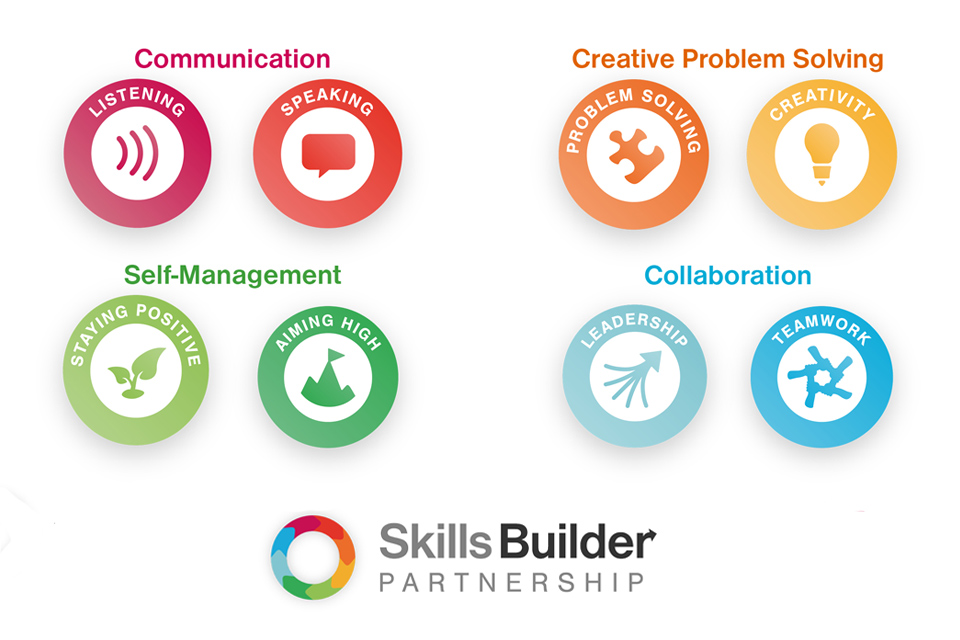 Communication
LISTENING
SPEAKING
Creative Problem Solving
PROBLEM SOLVING
CREATIVITY
Self-Management
STAYING POSITIVE
AIMING HIGH
Collaboration
LEADERSHIP
TEAMWORK
Skills Builder
PARTNERSHIP